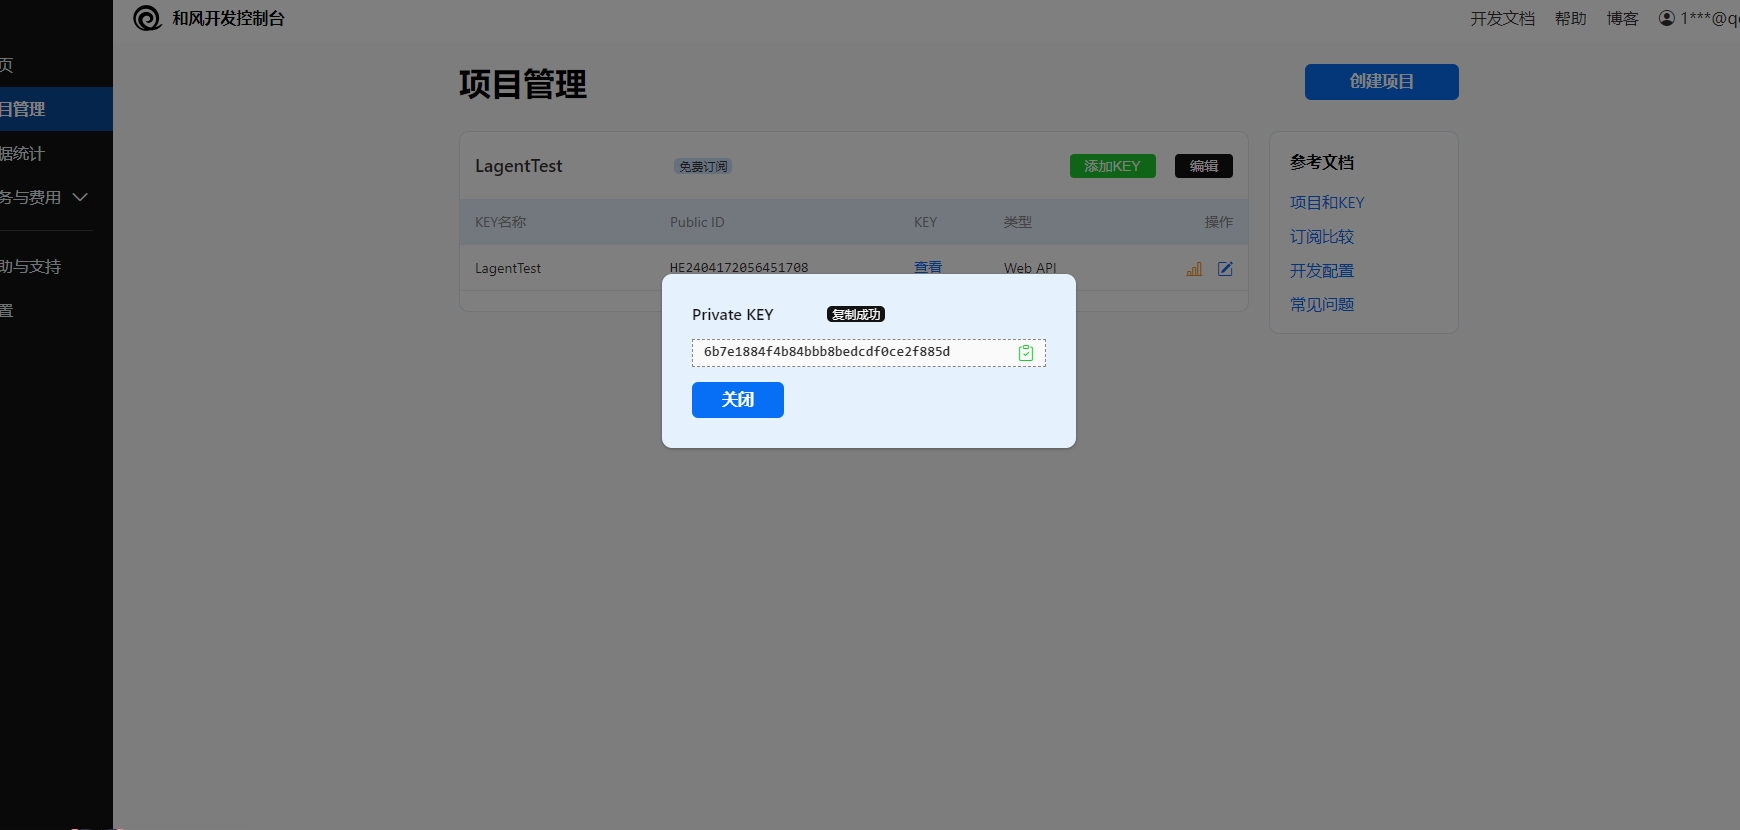 和风开发控制台
开发文档 帮助 博客 1***@q
页
目管理
据统计
务与费用
助与支持
置
项目管理
创建项目
LagentTest 免费订阅 添加KEY 编辑
KEY名称 Public ID KEY 类型 操作
LagentTest HE2404172056451708 查看 Web API
Private KEY 复制成功
6b7e1884f4b84bbb8bedcdf0ce2f885d
关闭
参考文档
项目和KEY
订阅比较
开发配置
常见问题